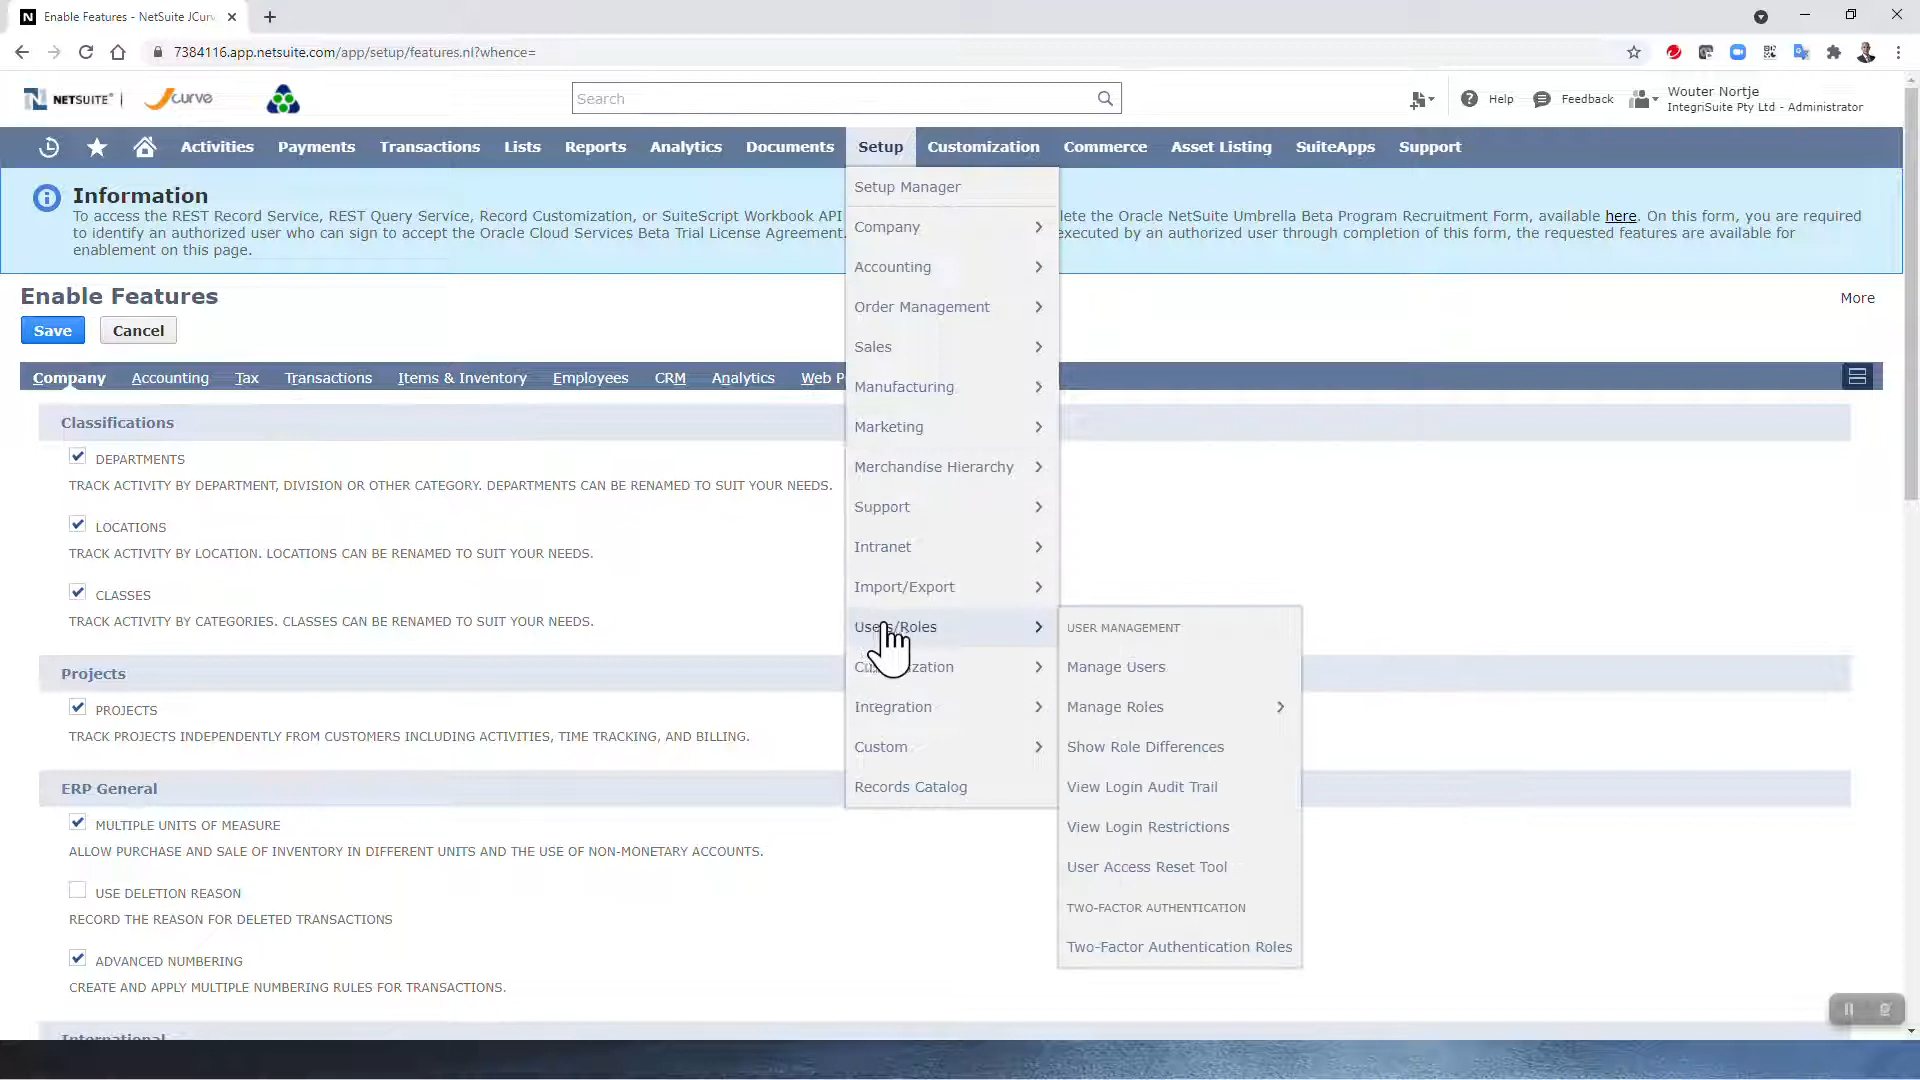 Enable Features - NetSuite JCurv
7384116.app.netsuite.com/app/setup/features.nl?whence=
NETSUITE
Jcurve
Search
Help
Feedback
Wouter Nortje
IntegriSuite Pty Ltd - Administrator
Activities
Payments
Transactions
Lists
Reports
Analytics
Documents
Setup
Customization
Commerce
Asset Listing
SuiteApps
Support
Information
To access the REST Record Service, REST Query Service, Record Customization, or SuiteScript Workbook API
lete the Oracle NetSuite Umbrella Beta Program Recruitment Form, available here. On this form, you are required
to identify an authorized user who can sign to accept the Oracle Cloud Services Beta Trial License Agreement.
executed by an authorized user through completion of this form, the requested features are available for
enablement on this page.
Enable Features
More
Save
Cancel
Company
Accounting
Tax
Transactions
Items & Inventory
Employees
CRM
Analytics
Web P
Classifications
DEPARTMENTS
TRACK ACTIVITY BY DEPARTMENT, DIVISION OR OTHER CATEGORY. DEPARTMENTS CAN BE RENAMED TO SUIT YOUR NEEDS.
LOCATIONS
TRACK ACTIVITY BY LOCATION. LOCATIONS CAN BE RENAMED TO SUIT YOUR NEEDS.
CLASSES
TRACK ACTIVITY BY CATEGORIES. CLASSES CAN BE RENAMED TO SUIT YOUR NEEDS.
Projects
PROJECTS
TRACK PROJECTS INDEPENDENTLY FROM CUSTOMERS INCLUDING ACTIVITIES, TIME TRACKING, AND BILLING.
ERP General
MULTIPLE UNITS OF MEASURE
ALLOW PURCHASE AND SALE OF INVENTORY IN DIFFERENT UNITS AND THE USE OF NON-MONETARY ACCOUNTS.
USE DELETION REASON
RECORD THE REASON FOR DELETED TRANSACTIONS
ADVANCED NUMBERING
CREATE AND APPLY MULTIPLE NUMBERING RULES FOR TRANSACTIONS.
International
Setup Manager
Company
Accounting
Order Management
Sales
Manufacturing
Marketing
Merchandise Hierarchy
Support
Intranet
Import/Export
Users/Roles
Customization
Integration
Custom
Records Catalog
USER MANAGEMENT
Manage Users
Manage Roles
Show Role Differences
View Login Audit Trail
View Login Restrictions
User Access Reset Tool
TWO-FACTOR AUTHENTICATION
Two-Factor Authentication Roles